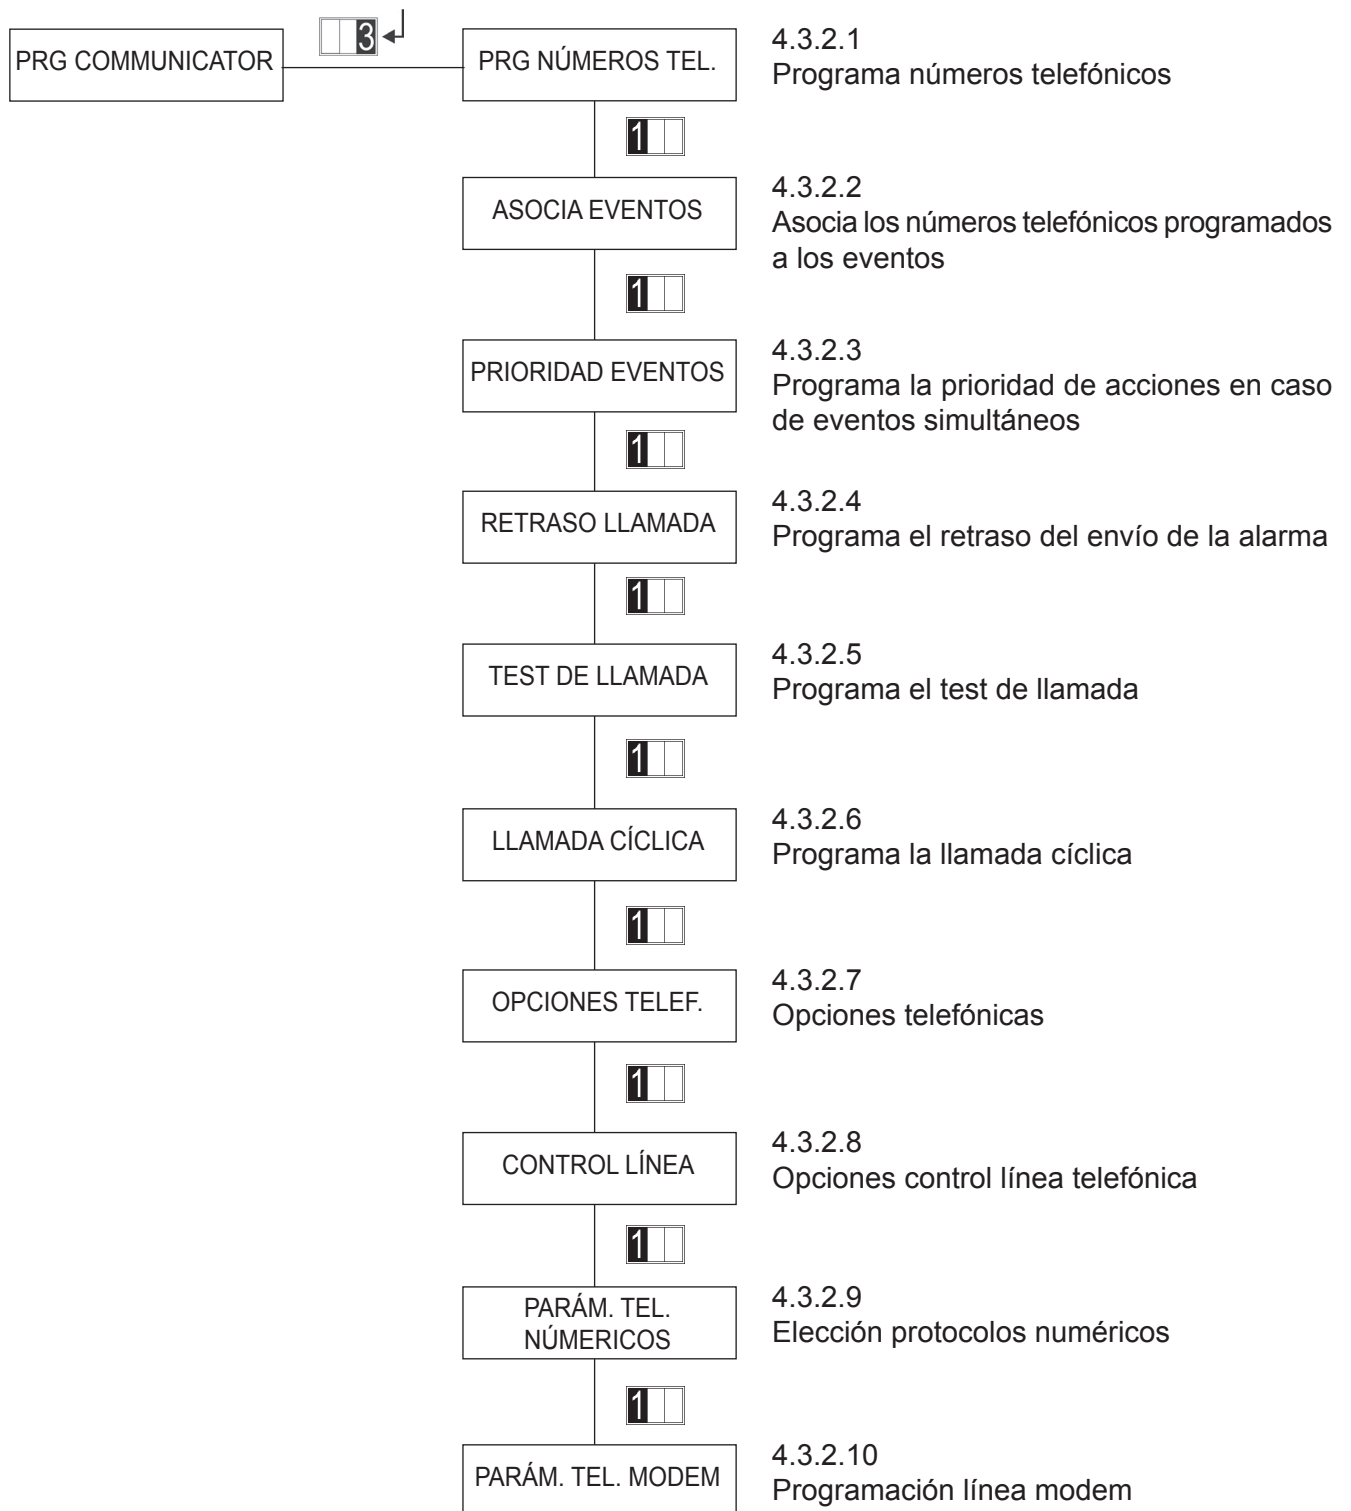 PRG COMMUNICATOR
3
PRG NÚMEROS TEL.
4.3.2.1
Programa números telefónicos
1
ASOCIA EVENTOS
4.3.2.2
Asocia los números telefónicos programados
a los eventos
1
PRIORIDAD EVENTOS
4.3.2.3
Programa la prioridad de acciones en caso
de eventos simultáneos
1
RETRASO LLAMADA
4.3.2.4
Programa el retraso del envío de la alarma
1
TEST DE LLAMADA
4.3.2.5
Programa el test de llamada
1
LLAMADA CÍCLICA
4.3.2.6
Programa la llamada cíclica
1
OPCIONES TELEF.
4.3.2.7
Opciones telefónicas
1
CONTROL LÍNEA
4.3.2.8
Opciones control línea telefónica
1
PARÁM. TEL.
NÚMERICOS
4.3.2.9
Elección protocolos numéricos
1
PARÁM. TEL. MODEM
4.3.2.10
Programación línea modem